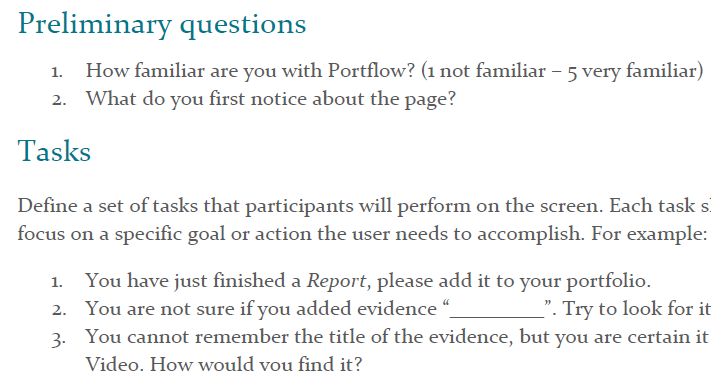 Preliminary questions
1. How familiar are you with Portflow? (1 not familiar – 5 very familiar)
2. What do you first notice about the page?
Tasks
Define a set of tasks that participants will perform on the screen. Each task
focus on a specific goal or action the user needs to accomplish. For example:
1. You have just finished a Report, please add it to your portfolio.
2. You are not sure if you added evidence “_________”. Try to look for it
3. You cannot remember the title of the evidence, but you are certain it
Video. How would you find it?